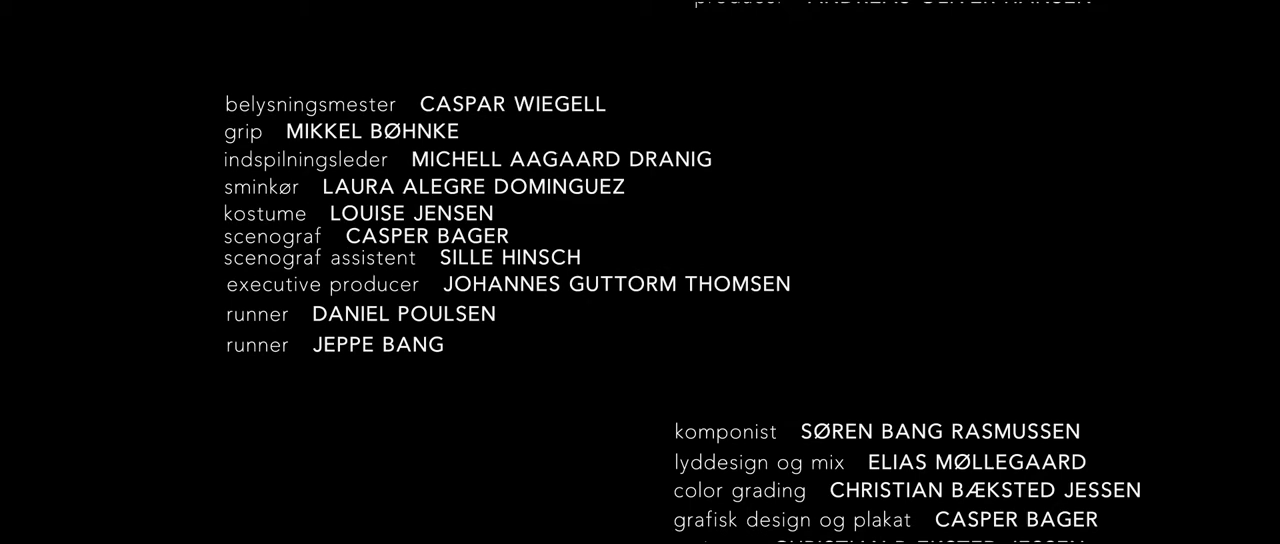 belysningsmester CASPAR WIEGELL
grip MIKKEL BØHNKE
indspilningsleder MICHELL AAGAARD DRANIG
sminkør LAURA ALEGRE DOMINGUEZ
kostume LOUISE JENSEN
scenograf CASPER BAGER
scenograf assistent SILLE HINSCH
executive producer JOHANNES GUTTORM THOMSEN
runner DANIEL POULSEN
runner JEPPE BANG
komponist SØREN BANG RASMUSSEN
lyddesign og mix ELIAS MØLLEGAARD
color grading CHRISTIAN BÆKSTED JESSEN
grafisk design og plakat CASPER BAGER